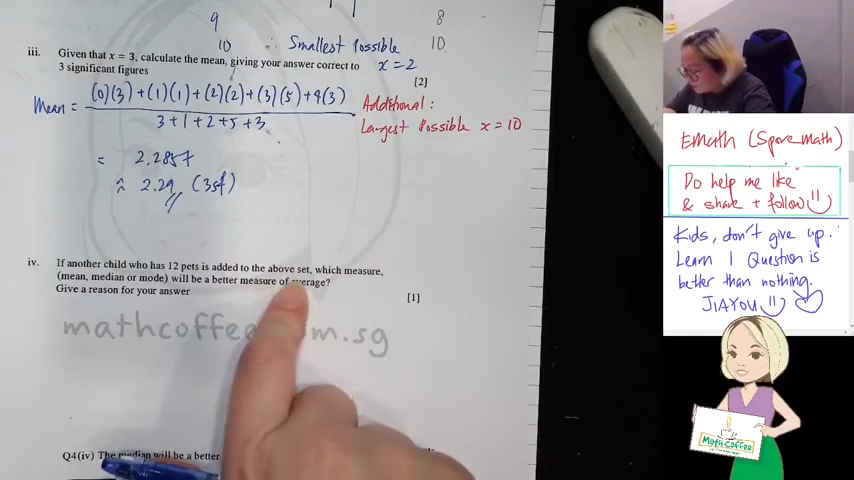 9
8
10
∴ Smallest Possible
10
x=2
iii. Given that x = 3, calculate the mean, giving your answer correct to
3 significant figures
[2]
Mean = (0)(3) + (1)(1) + (2)(2) + (3)(5) + 4(3)
3 + 1 + 2 + 5 + 3
= 2.2857
≈ 2.29 (3sf)
Additional:
Largest Possible x = 10
iv. If another child who has 12 pets is added to the above set, which measure,
(mean, median or mode) will be a better measure of average?
Give a reason for your answer
[1]
mathcoffee m.sg
Q4(iv) The median will be a better
EMath (Spore Math)
Do help me like
& share + follow
Kids, don't give up.
Learn 1 Question is
better than nothing.
JIAYOU
MathCoffee